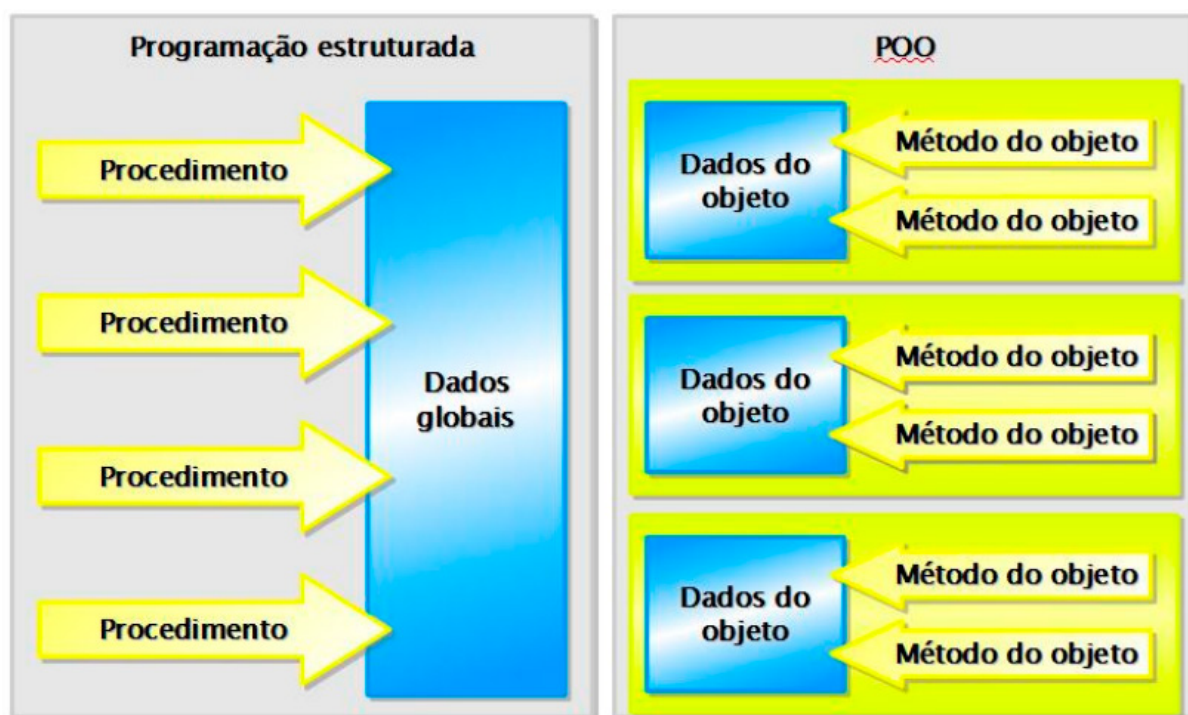 Programação estruturada
Procedimento
Procedimento
Procedimento
Procedimento
Dados
globais
POO
Dados do
objeto
Método do objeto
Método do objeto
Dados do
objeto
Método do objeto
Método do objeto
Dados do
objeto
Método do objeto
Método do objeto